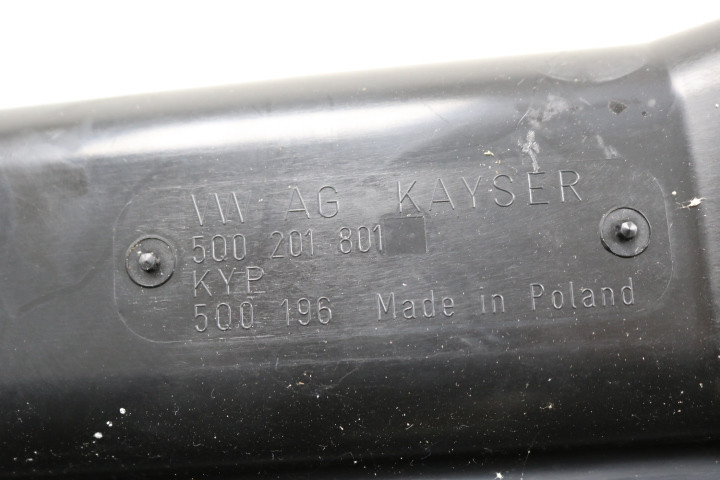 VW AG KAYSER
5Q0 201 801
KYP
5Q0 196 Made in Poland